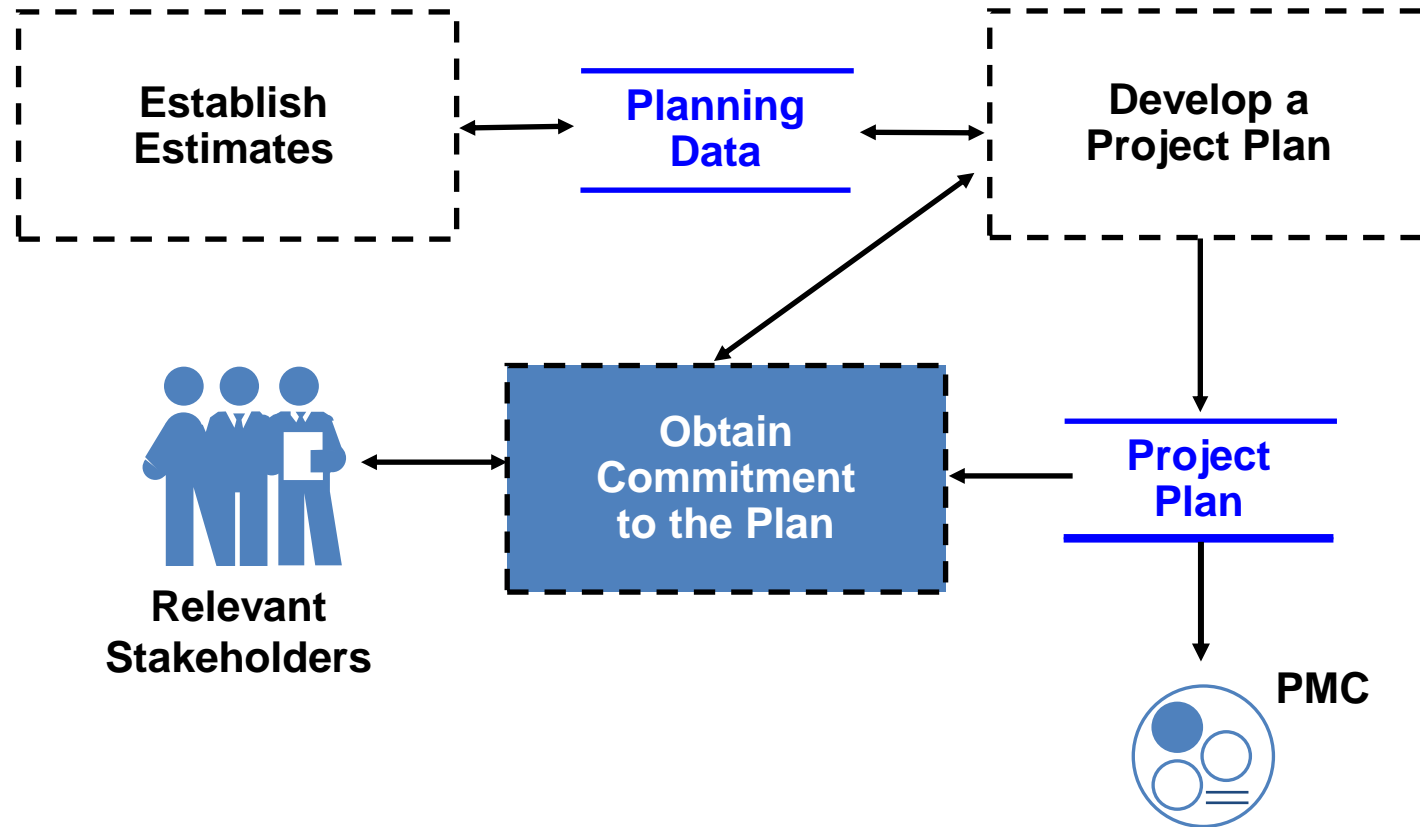 Establish
Estimates
Planning
Data
Develop a
Project Plan
Obtain
Commitment
to the Plan
Project
Plan
Relevant
Stakeholders
PMC